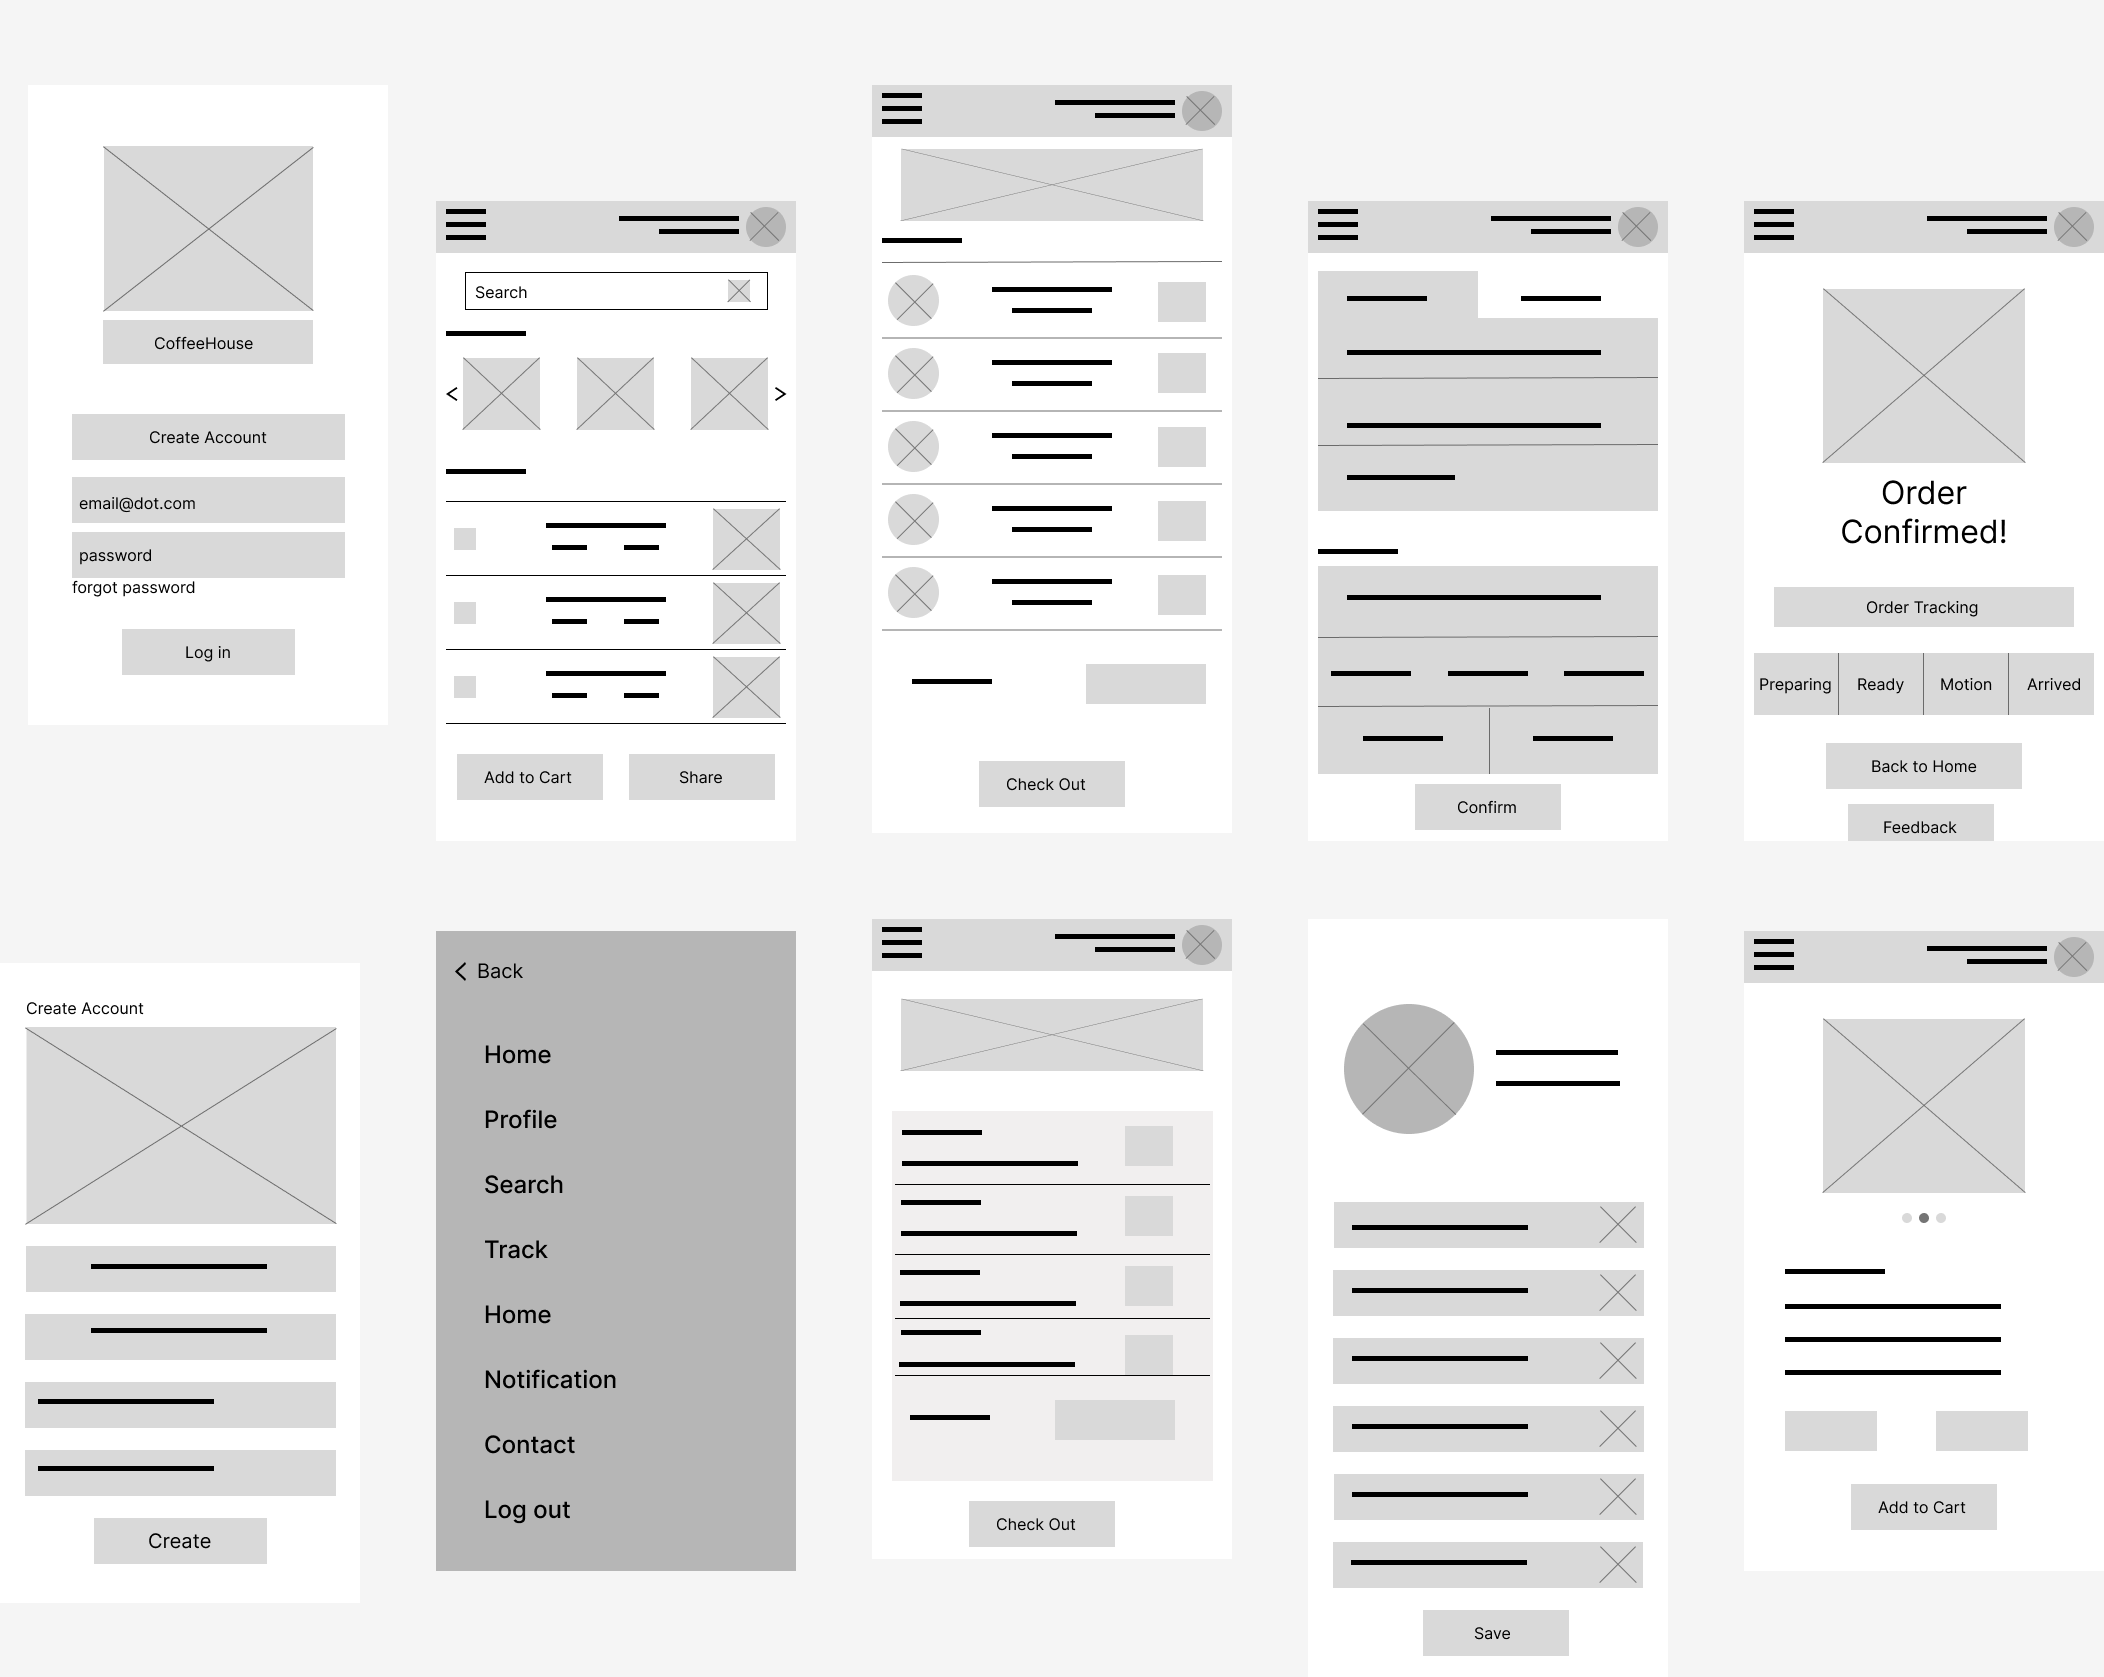 CoffeeHouse
Create Account
email@dot.com
password
forgot password
Log in
Search
Add to Cart
Share
Check Out
Confirm
Order
Confirmed!
Order Tracking
Preparing
Ready
Motion
Arrived
Back to Home
Feedback
Create Account
Create
Back
Home
Profile
Search
Track
Home
Notification
Contact
Log out
Check Out
Save
Add to Cart